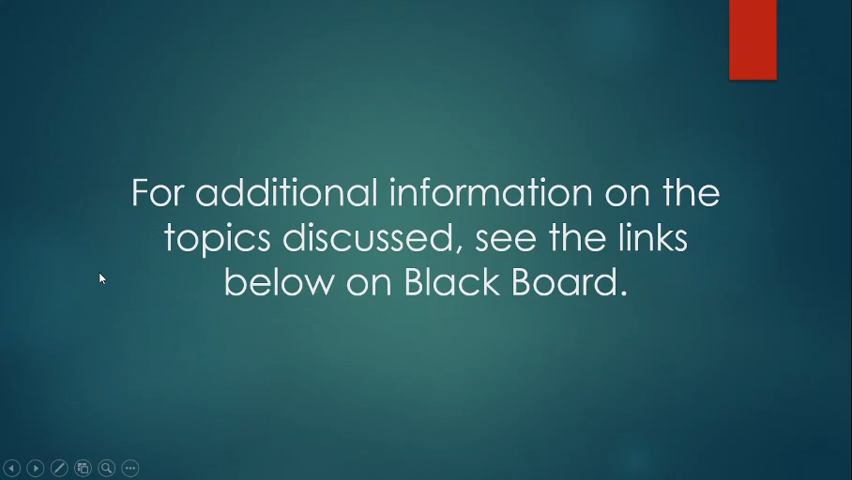 For additional information on the
topics discussed, see the links
below on Black Board.